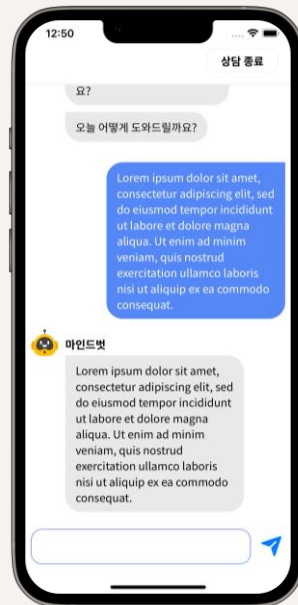 12:50
상담 종료
요?
오늘 어떻게 도와드릴까요?
Lorem ipsum dolor sit amet,
consectetur adipiscing elit, sed
do eiusmod tempor incididunt
ut labore et dolore magna
aliqua. Ut enim ad minim
veniam, quis nostrud
exercitation ullamco laboris
nisi ut aliquip ex ea commodo
consequat.
마인드벗
Lorem ipsum dolor sit amet,
consectetur adipiscing elit, sed
do eiusmod tempor incididunt
ut labore et dolore magna
aliqua. Ut enim ad minim
veniam, quis nostrud
exercitation ullamco laboris
nisi ut aliquip ex ea commodo
consequat.